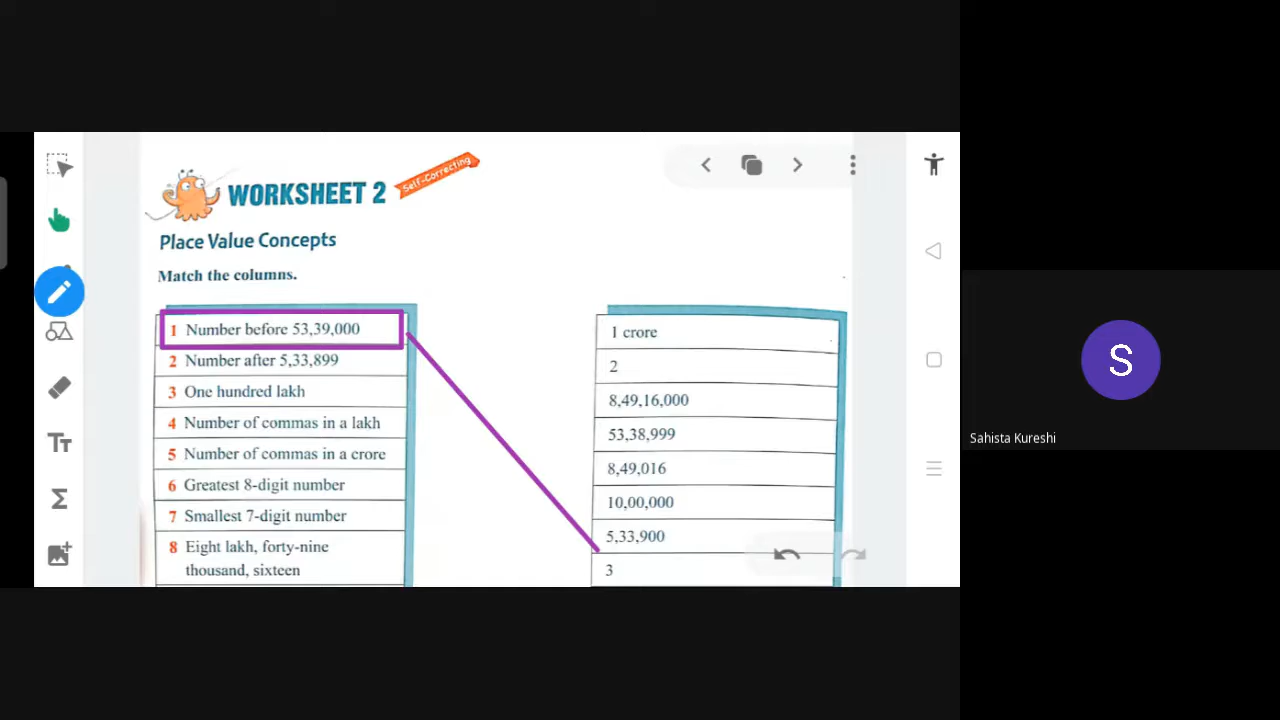 WORKSHEET 2
Self-Correcting
Place Value Concepts
Match the columns.
1 Number before 53,39,000
2 Number after 5,33,899
3 One hundred lakh
4 Number of commas in a lakh
5 Number of commas in a crore
6 Greatest 8-digit number
7 Smallest 7-digit number
8 Eight lakh, forty-nine
thousand, sixteen
1 crore
2
8,49,16,000
53,38,999
8,49,016
10,00,000
5,33,900
3
Tт
Σ
S
Sahista Kureshi